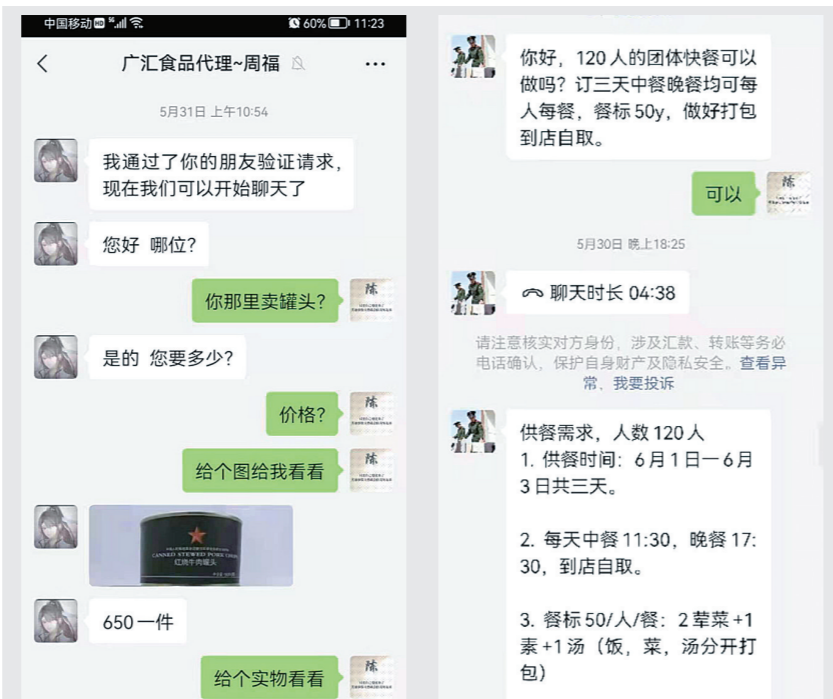 中国移动 HD 5G 60% 11:23
广汇食品代理~周福
5月31日 上午10:54
我通过了你的朋友验证请求，
现在我们可以开始聊天了
您好 哪位？
陈
你那里卖罐头？
是的 您要多少？
陈
价格？
陈
给个图给我看看
CANNED STEWED PORK
红烧牛肉罐头
650一件
陈
给个实物看看
你好，120人的团体快餐可以
做吗？订三天中餐晚餐均可每
人每餐，餐标50y，做好打包
到店自取。
陈
可以
5月30日 晚上18:25
聊天时长 04:38
请注意核实对方身份，涉及汇款、转账等务必
电话确认，保护自身财产及隐私安全。查看异
常、我要投诉
供餐需求，人数120人
1. 供餐时间：6月1日一6月
3日共三天。
2. 每天中餐11:30，晚餐17:
30，到店自取。
3. 餐标50/人/餐：2荤菜+1
素+1汤（饭，菜，汤分开打
包）